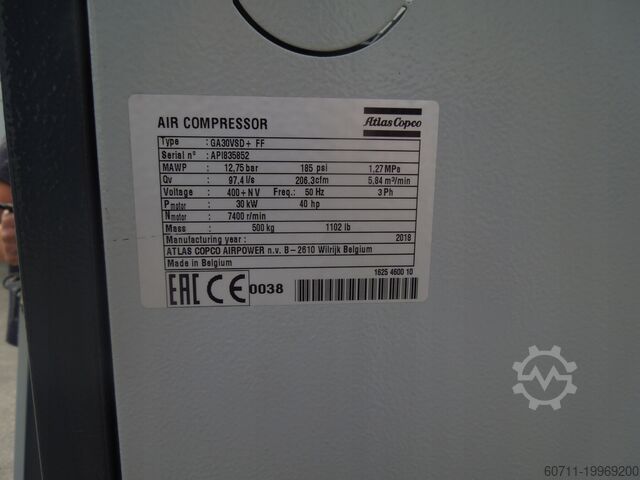 AIR COMPRESSOR Atlas Copco
Type : GA30VSD+ FF
Serial n° : API835852
MAWP : 12,75 bar 185 psi 1,27 MPa
Qv : 97,4 l/s 206,3 cfm 5,84 m³/min
Voltage : 400+N V Freq.: 50 Hz 3 Ph
Pmotor : 30 kW 40 hp
Nmotor : 7400 r/min
Mass : 500 kg 1102 lb
Manufacturing year : 2018
ATLAS COPCO AIRPOWER n.v. B-2610 Wilrijk Belgium
Made in Belgium
EAC CE 0038
1625 4600 10
60711-19969200